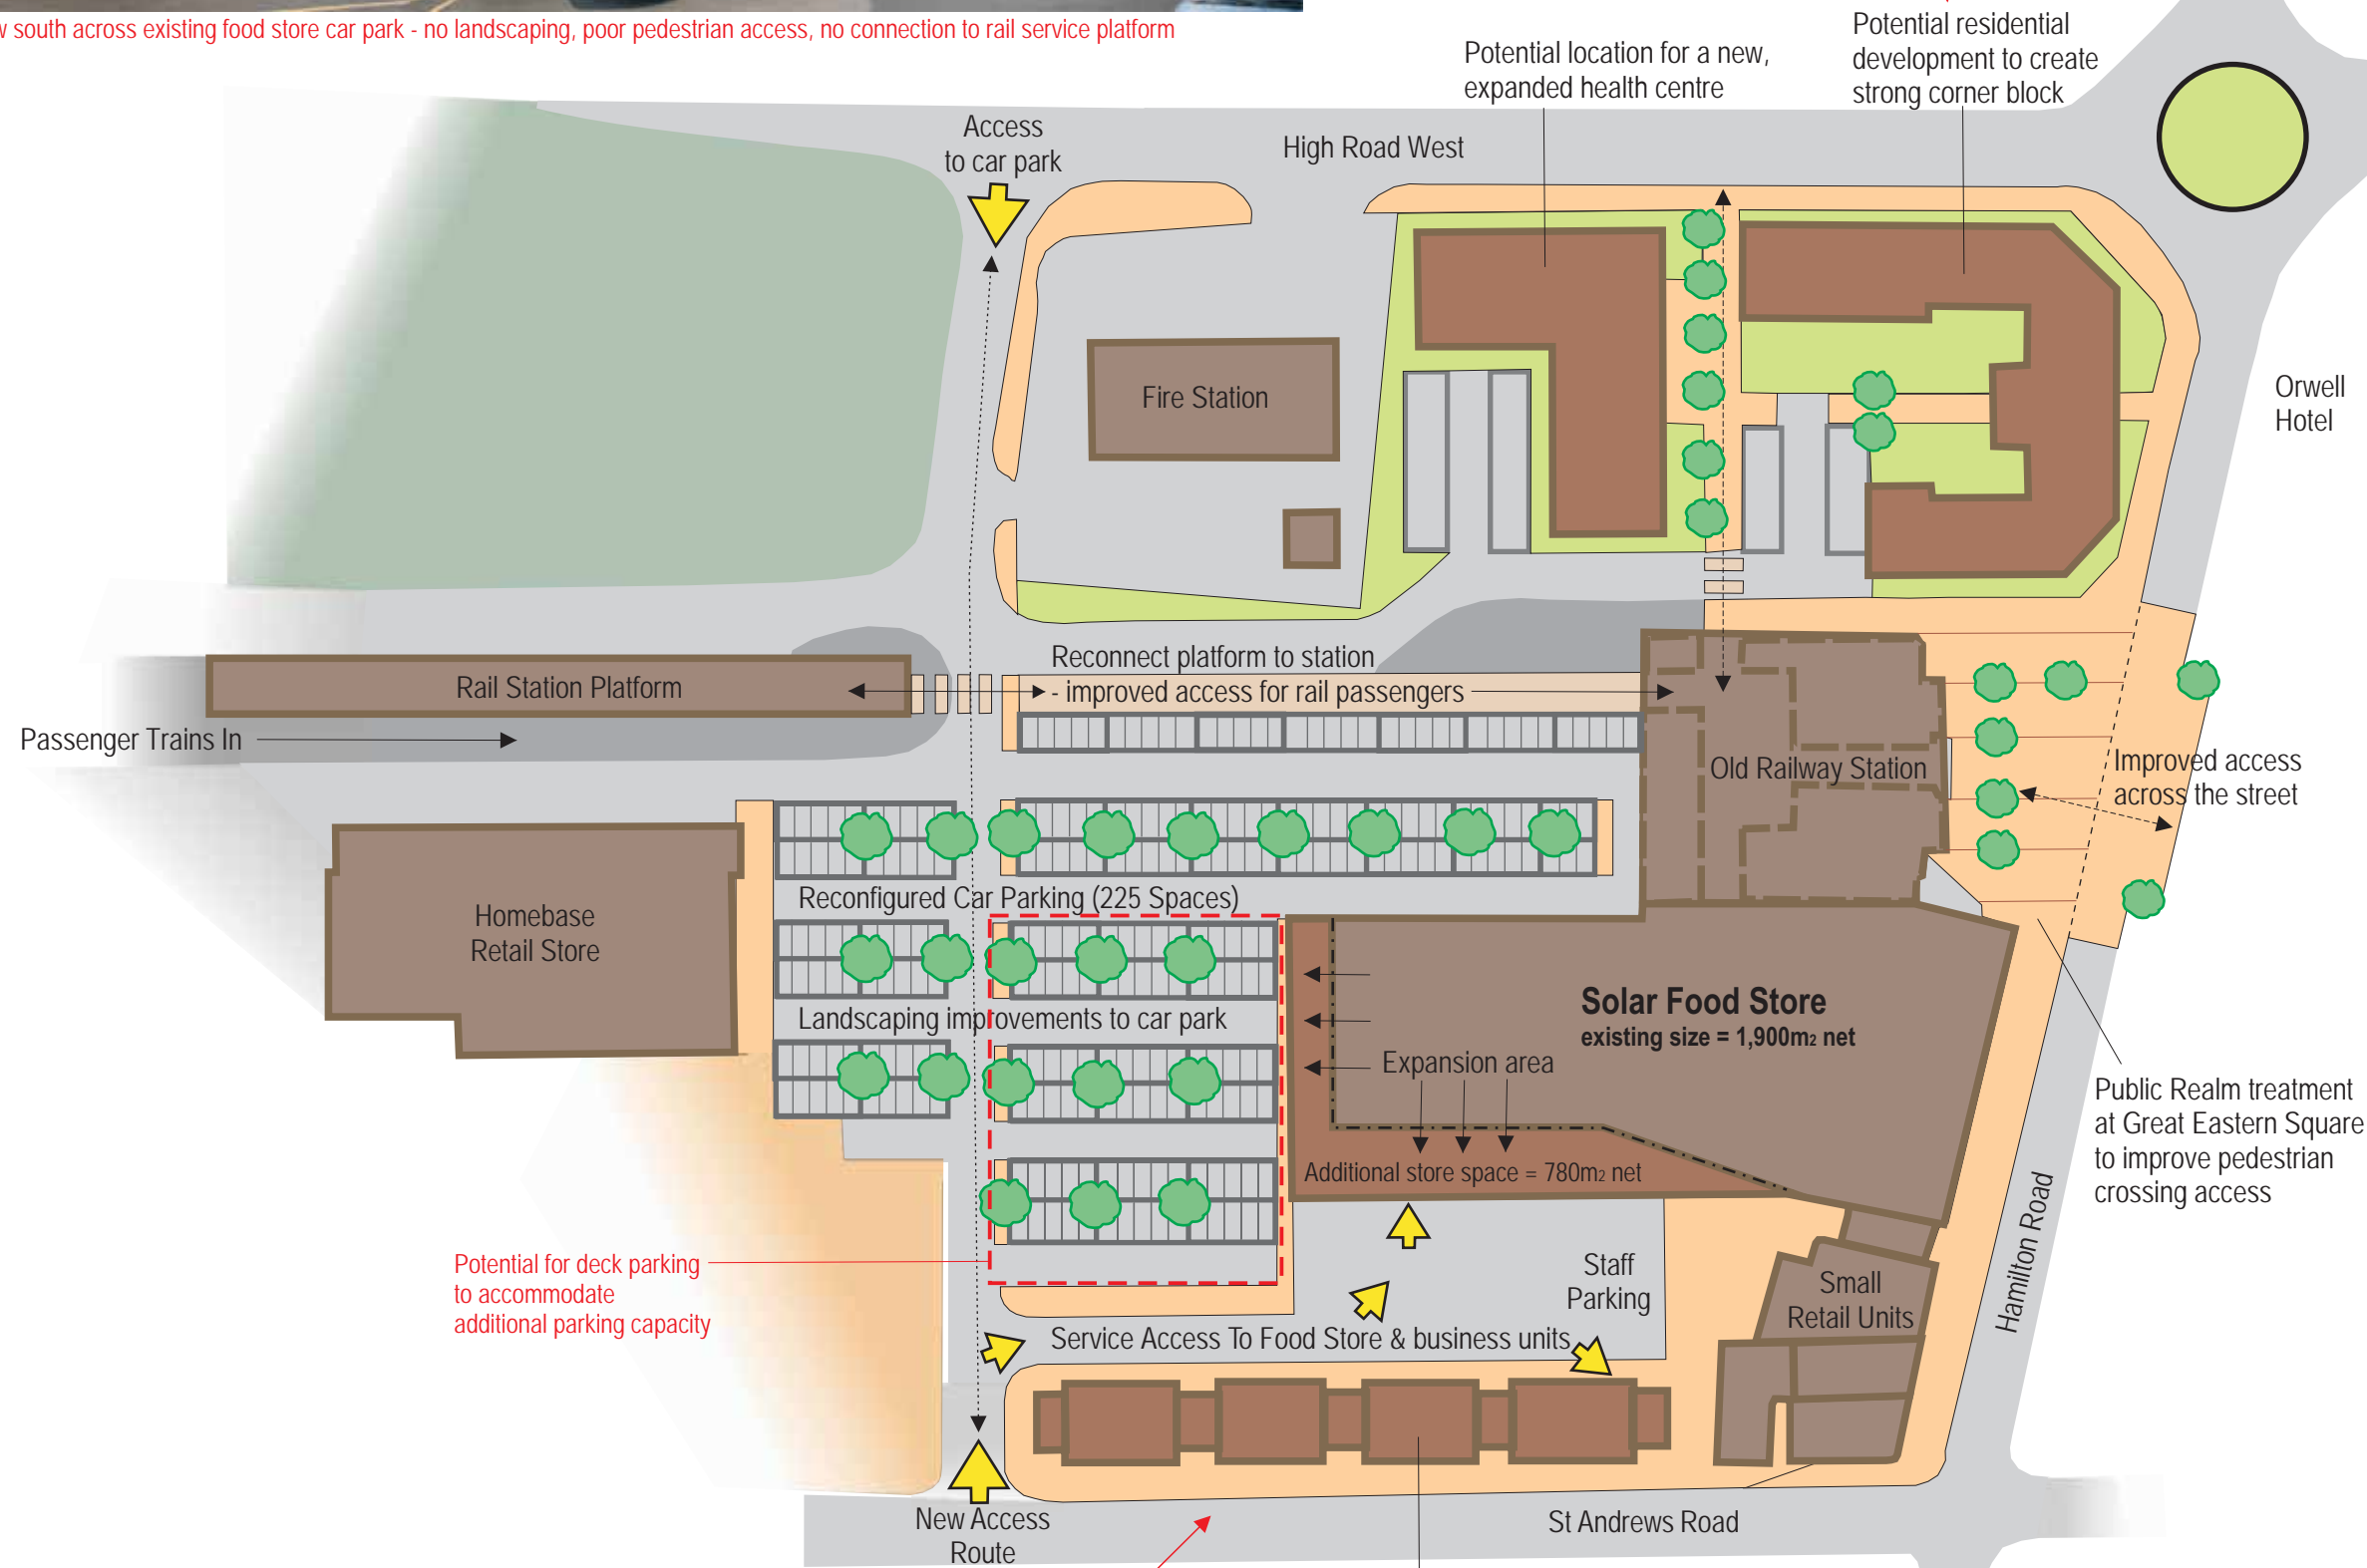 south across existing food store car park - no landscaping, poor pedestrian access, no connection to rail service platform
Potential residential
development to create
strong corner block
Potential location for a new,
expanded health centre
Access
to car park
High Road West
Orwell
Hotel
Fire Station
Reconnect platform to station
- improved access for rail passengers
Rail Station Platform
Passenger Trains In
Old Railway Station
Improved access
across the street
Reconfigured Car Parking (225 Spaces)
Homebase
Retail Store
Landscaping improvements to car park
Solar Food Store
existing size = 1,900m2 net
Expansion area
Additional store space = 780m2 net
Public Realm treatment
at Great Eastern Square
to improve pedestrian
crossing access
Hamilton Road
Potential for deck parking
to accommodate
additional parking capacity
Staff
Parking
Small
Retail Units
Service Access To Food Store & business units
New Access
Route
St Andrews Road